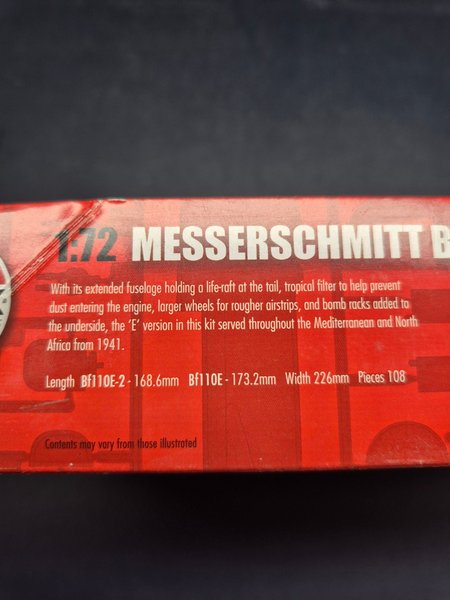 1:72 MESSERSCHMITT B
With its extended fuselage holding a life-raft at the tail, tropical filter to help prevent
dust entering the engine, larger wheels for rougher airstrips, and bomb racks added to
the underside, the 'E' version in this kit served throughout the Mediterranean and North
Africa from 1941.
Length Bf110E-2 - 168.6mm Bf110E - 173.2mm Width 226mm Pieces 108
Contents may vary from those illustrated